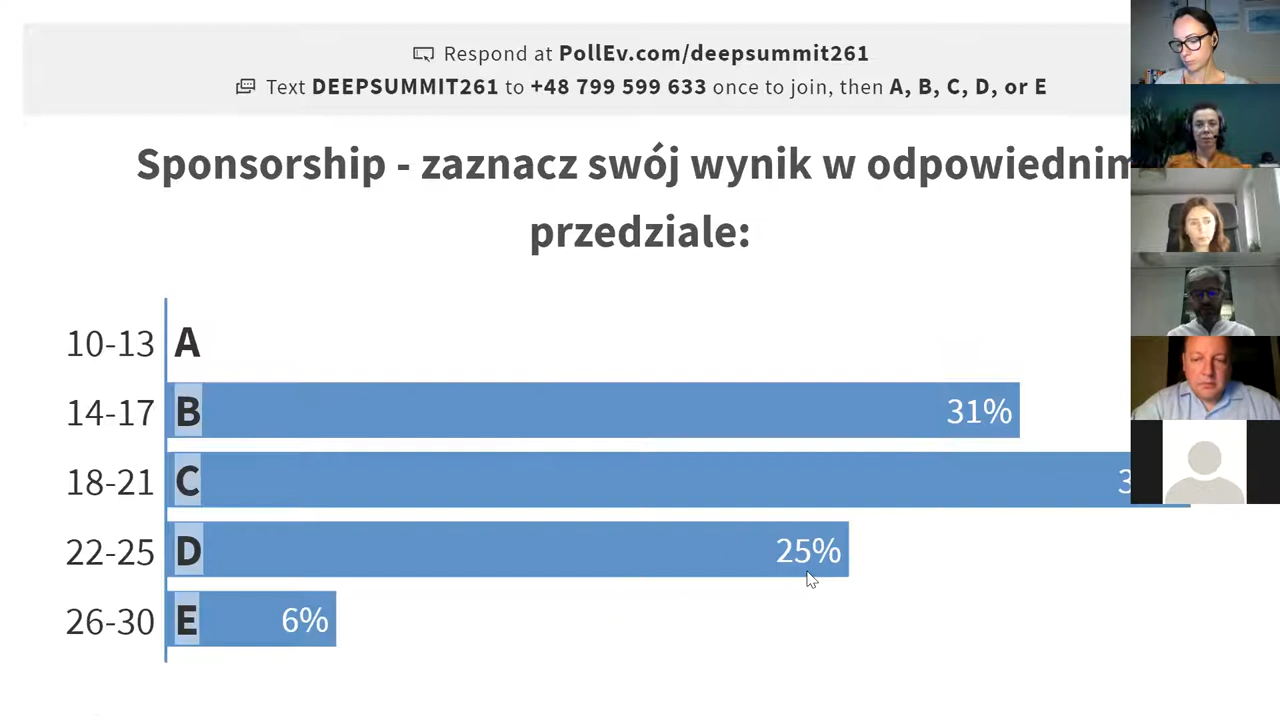 Respond at PollEv.com/deepsummit261
Text DEEPSUMMIT261 to +48 799 599 633 once to join, then A, B, C, D, or E
Sponsorship - zaznacz swój wynik w odpowiednim
przedziale:
10-13 A
14-17 B 31%
18-21 C
22-25 D 25%
26-30 E 6%